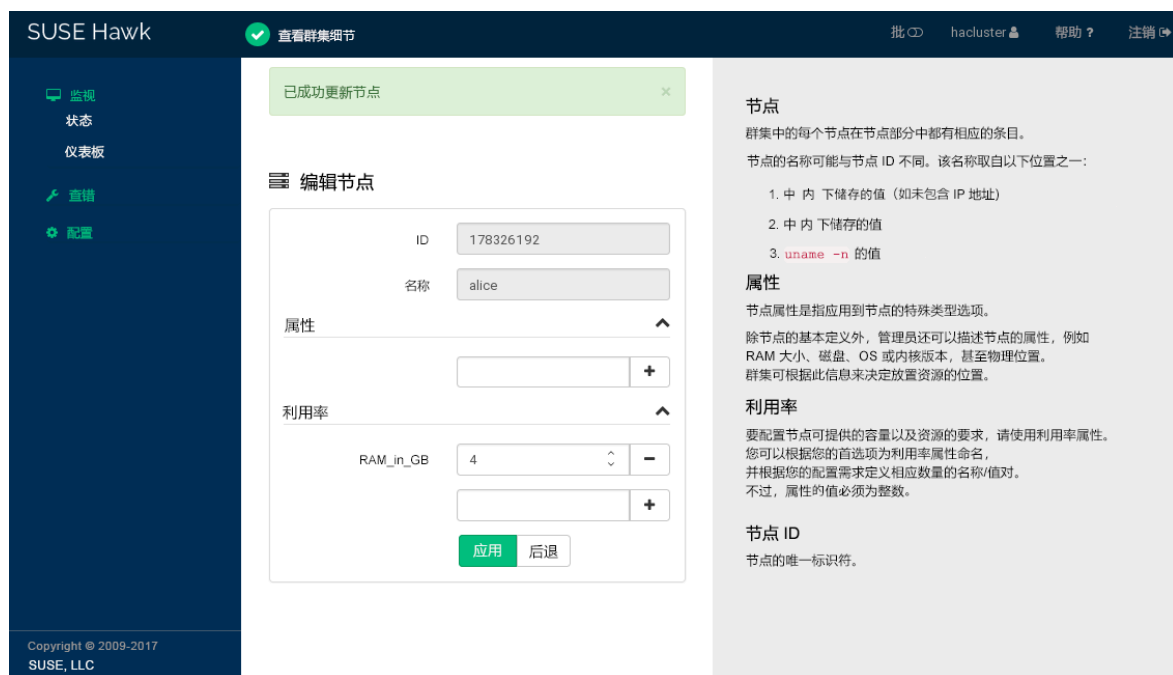 SUSE Hawk
查看群集细节
批
hacluster
帮助 ?
注销
监视
状态
仪表板
查错
配置
已成功更新节点 ×
编辑节点
ID 178326192
名称 alice
属性
利用率
RAM_in_GB 4
应用 后退
Copyright © 2009-2017
SUSE, LLC
节点
群集中的每个节点在节点部分中都有相应的条目。
节点的名称可能与节点 ID 不同。该名称取自以下位置之一：
1. 中 内 下储存的值（如未包含 IP 地址)
2. 中 内 下储存的值
3. uname -n 的值
属性
节点属性是指应用到节点的特殊类型选项。
除节点的基本定义外，管理员还可以描述节点的属性，例如
RAM 大小、磁盘、OS 或内核版本，甚至物理位置。
群集可根据此信息来决定放置资源的位置。
利用率
要配置节点可提供的容量以及资源的要求，请使用利用率属性。
您可以根据您的首选项为利用率属性命名，
并根据您的配置需求定义相应数量的名称/值对。
不过，属性的值必须为整数。
节点 ID
节点的唯一标识符。